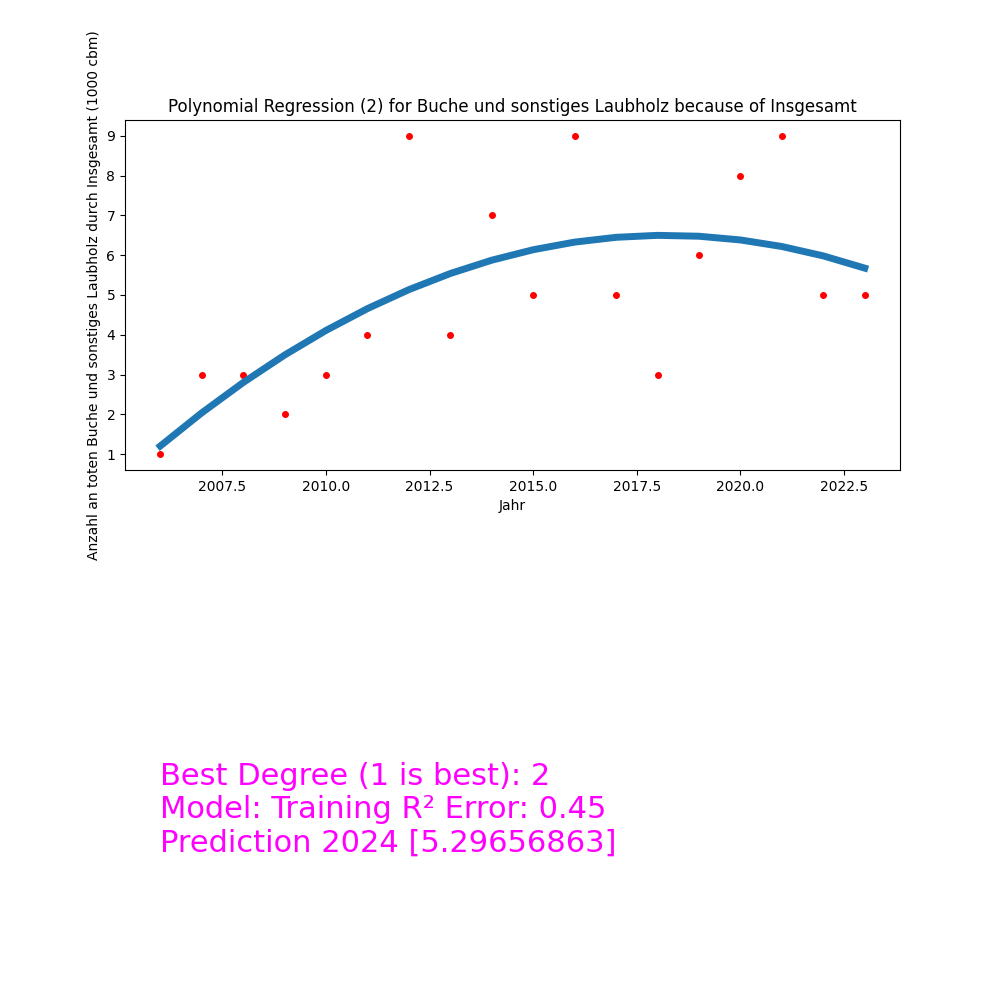 Polynomial Regression (2) for Buche und sonstiges Laubholz because of Insgesamt
Anzahl an toten Buche und sonstiges Laubholz durch Insgesamt (1000 cbm)
9
8
7
6
5
4
3
2
1
2007.5 2010.0 2012.5 2015.0 2017.5 2020.0 2022.5
Jahr
Best Degree (1 is best): 2
Model: Training R² Error: 0.45
Prediction 2024 [5.29656863]